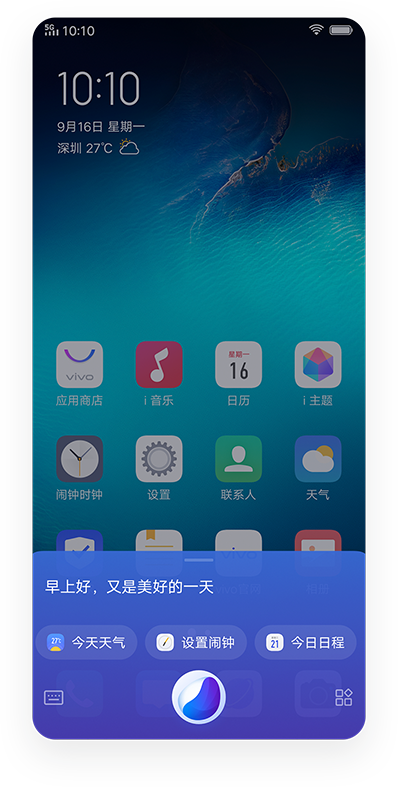 5G 10:10
10:10
9月16日 星期一
深圳 27℃
vivo
星期一
16
应用商店
i 音乐
日历
i 主题
闹钟时钟
设置
联系人
天气
vivo
早上好，又是美好的一天
27°
今天天气
设置闹钟
21
今日日程